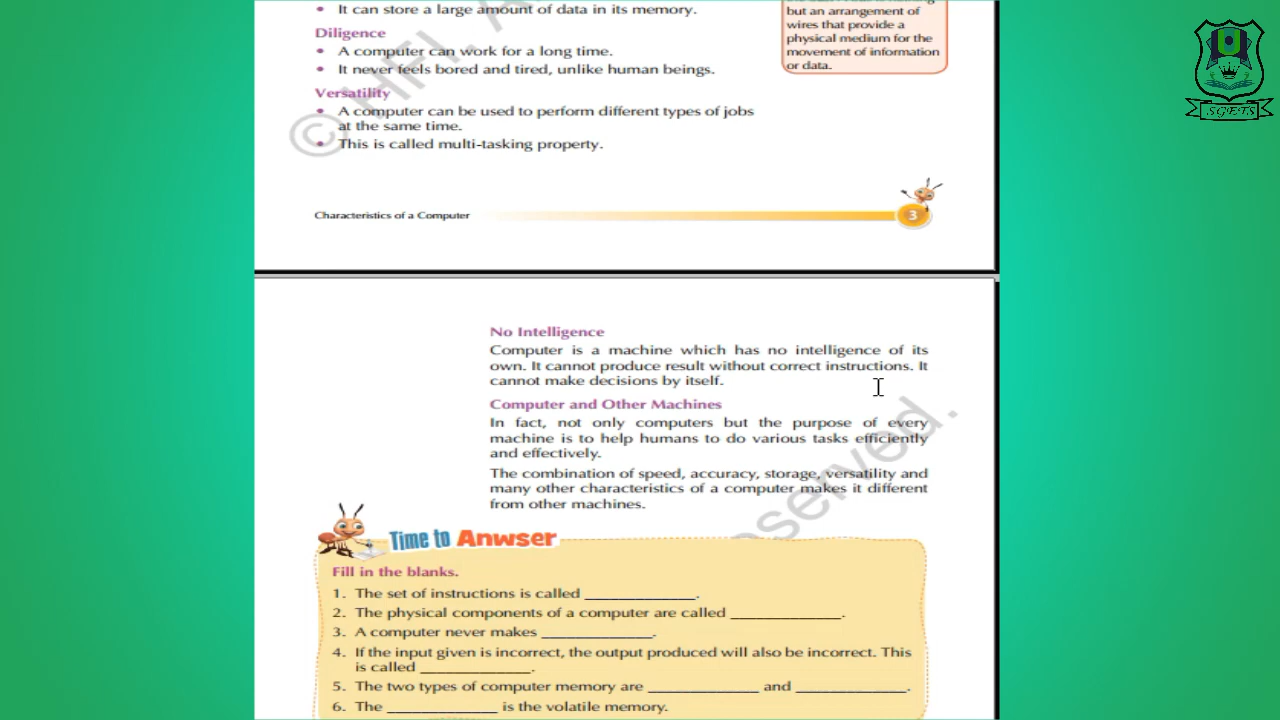 It can store a large amount of data in its memory.
Diligence
• A computer can work for a long time.
• It never feels bored and tired, unlike human beings.
Versatility
• A computer can be used to perform different types of jobs
at the same time.
• This is called multi-tasking property.
but an arrangement of
wires that provide a
physical medium for the
movement of information
or data.
SGETS
© HFI, A
Characteristics of a Computer
3
No Intelligence
Computer is a machine which has no intelligence of its
own. It cannot produce result without correct instructions. It
cannot make decisions by itself.
Computer and Other Machines
In fact, not only computers but the purpose of every
machine is to help humans to do various tasks efficiently
and effectively.
The combination of speed, accuracy, storage, versatility and
many other characteristics of a computer makes it different
from other machines.
eserved.
Time to Anwser
Fill in the blanks.
1. The set of instructions is called ____________.
2. The physical components of a computer are called ____________.
3. A computer never makes ____________.
4. If the input given is incorrect, the output produced will also be incorrect. This
is called ____________.
5. The two types of computer memory are ____________ and ____________.
6. The ____________ is the volatile memory.